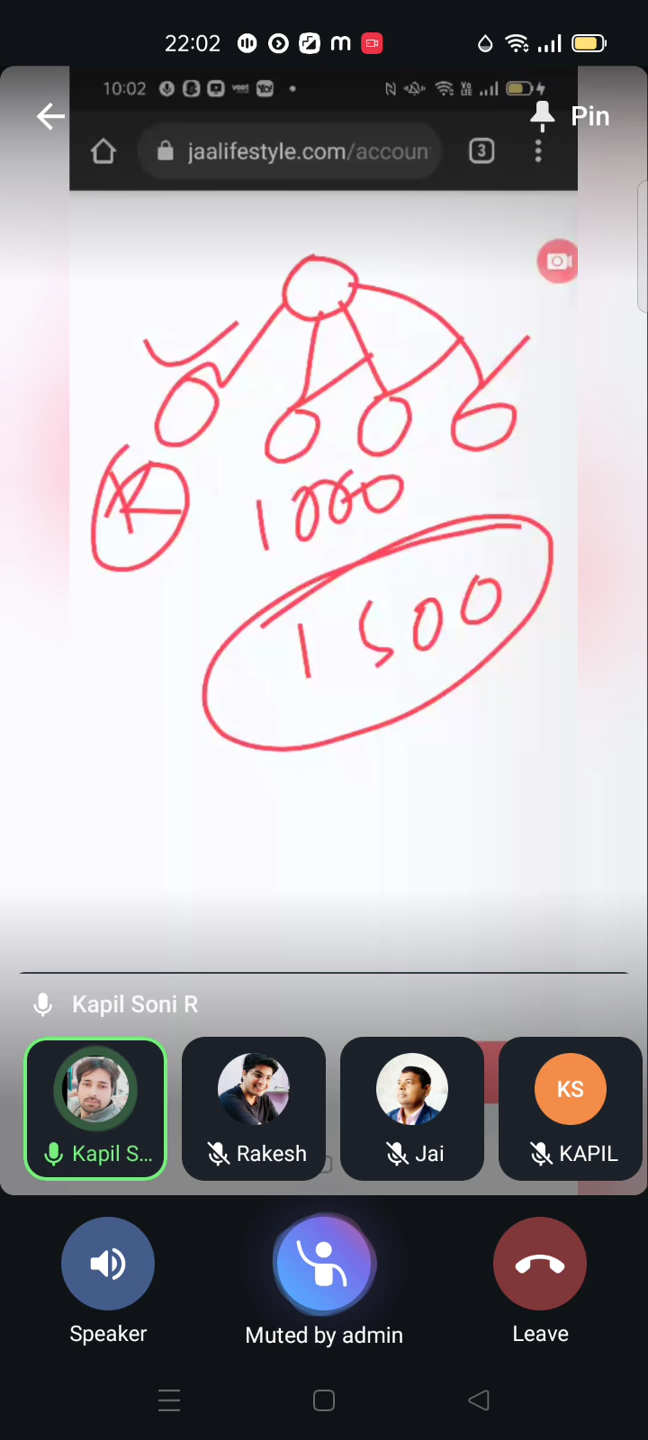 22:02
10:02
Pin
jaalifestyle.com/accoun
3
K
1000
1500
Kapil Soni R
KS
Kapil S... Rakesh Jai KAPIL
Speaker Muted by admin Leave